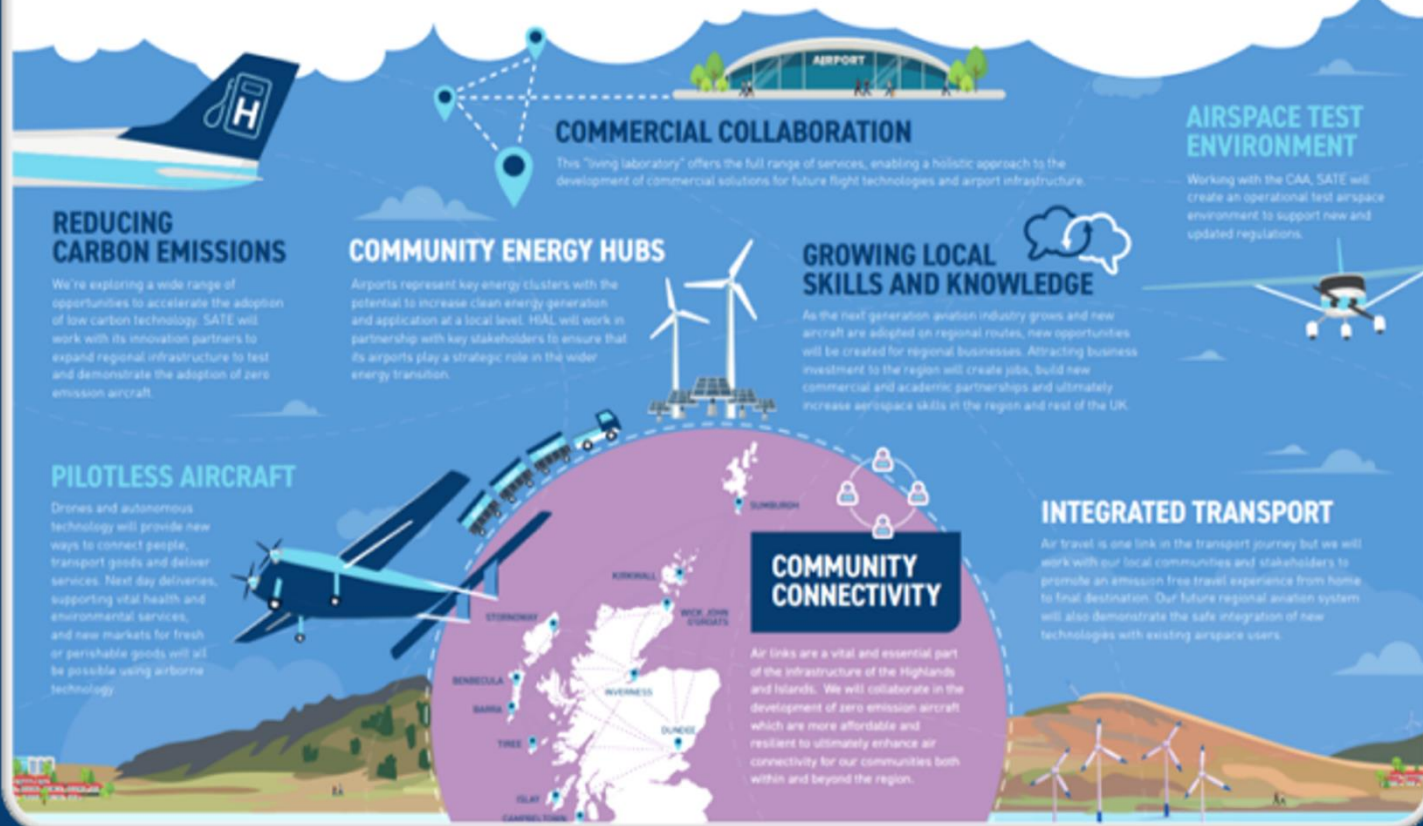 H
AIRPORT
COMMERCIAL COLLABORATION
This "living laboratory" offers the full range of services, enabling a holistic approach to the
development of commercial solutions for future flight technologies and airport infrastructure.
AIRSPACE TEST
ENVIRONMENT
Working with the CAA, SATE will
create an operational test airspace
environment to support new and
updated regulations.
REDUCING
CARBON EMISSIONS
We're exploring a wide range of
opportunities to accelerate the adoption
of low carbon technology. SATE will
work with its innovation partners to
expand regional infrastructure to test
and demonstrate the adoption of zero
emission aircraft.
COMMUNITY ENERGY HUBS
Airports represent key energy clusters with the
potential to increase clean energy generation
and application at a local level. HIAL will work in
partnership with key stakeholders to ensure that
its airports play a strategic role in the wider
energy transition.
GROWING LOCAL
SKILLS AND KNOWLEDGE
As the next generation aviation industry grows and new
aircraft are adopted on regional routes, new opportunities
will be created for regional businesses. Attracting business
investment to the region will create jobs, build new
commercial and academic partnerships and ultimately
increase aerospace skills in the region and rest of the UK.
PILOTLESS AIRCRAFT
Drones and autonomous
technology will provide new
ways to connect people,
transport goods and deliver
services. Next day deliveries,
supporting vital health and
environmental services,
and new markets for fresh
or perishable goods will all
be possible using airborne
technology
INTEGRATED TRANSPORT
Air travel is one link in the transport journey but we will
work with our local communities and stakeholders to
promote an emission free travel experience from home
to final destination. Our future regional aviation system
will also demonstrate the safe integration of new
technologies with existing airspace users.
COMMUNITY
CONNECTIVITY
Air links are a vital and essential part
of the infrastructure of the Highlands
and Islands. We will collaborate in the
development of zero emission aircraft
which are more affordable and
resilient to ultimately enhance air
connectivity for our communities both
within and beyond the region.
SUMBURGH
KIRKWALL
WICK JOHN
O'GROATS
STORNOWAY
BENBECULA
INVERNESS
BARRA
DUNDEE
TIREE
ISLAY
CAMPBELTOWN